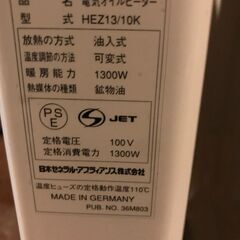 品名 電気オイルヒーター
型番 HEZ13/10K
放熱の方式 油入式
温度調節の方法 可変式
暖房能力 1300W
熱媒体の種類 鉱物油
PSE JET
定格電圧 100V
定格消費電力 1300W
日本ゼネラル・アプライアンス株式会社
温度ヒューズの定格動作温度110℃
MADE IN GERMANY
PUB. NO. 36M803